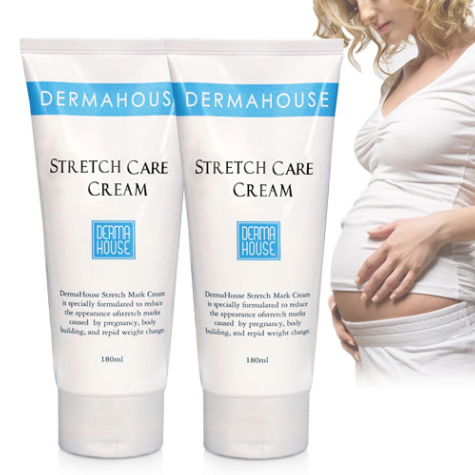 DERMAHOUS
STRETCH CARE
CREAM
DERMA
HOUSE
DermaHouse Stretch Mark Cream
is specially formulated to reduce
the appearance ofstretch marks
caused by pregnancy, body
building, and repid weight change.
180ml
DERMAHOUSE
STRETCH CARE
CREAM
DERMA
HOUSE
DermaHouse Stretch Mark Cream
is specially formulated to reduce
the appearance ofstretch marks
caused by pregnancy, body
building, and repid weight change.
180ml